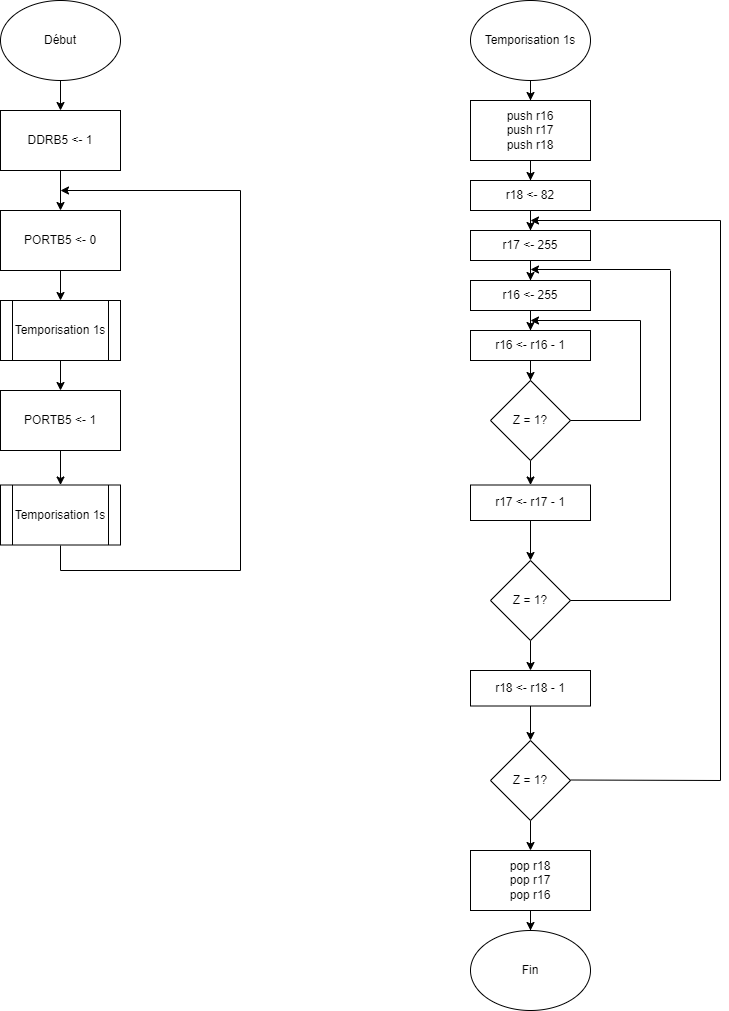 Début
DDRB5 <- 1
PORTB5 <- 0
Temporisation 1s
PORTB5 <- 1
Temporisation 1s
Temporisation 1s
push r16
push r17
push r18
r18 <- 82
r17 <- 255
r16 <- 255
r16 <- r16 - 1
Z = 1?
r17 <- r17 - 1
Z = 1?
r18 <- r18 - 1
Z = 1?
pop r18
pop r17
pop r16
Fin